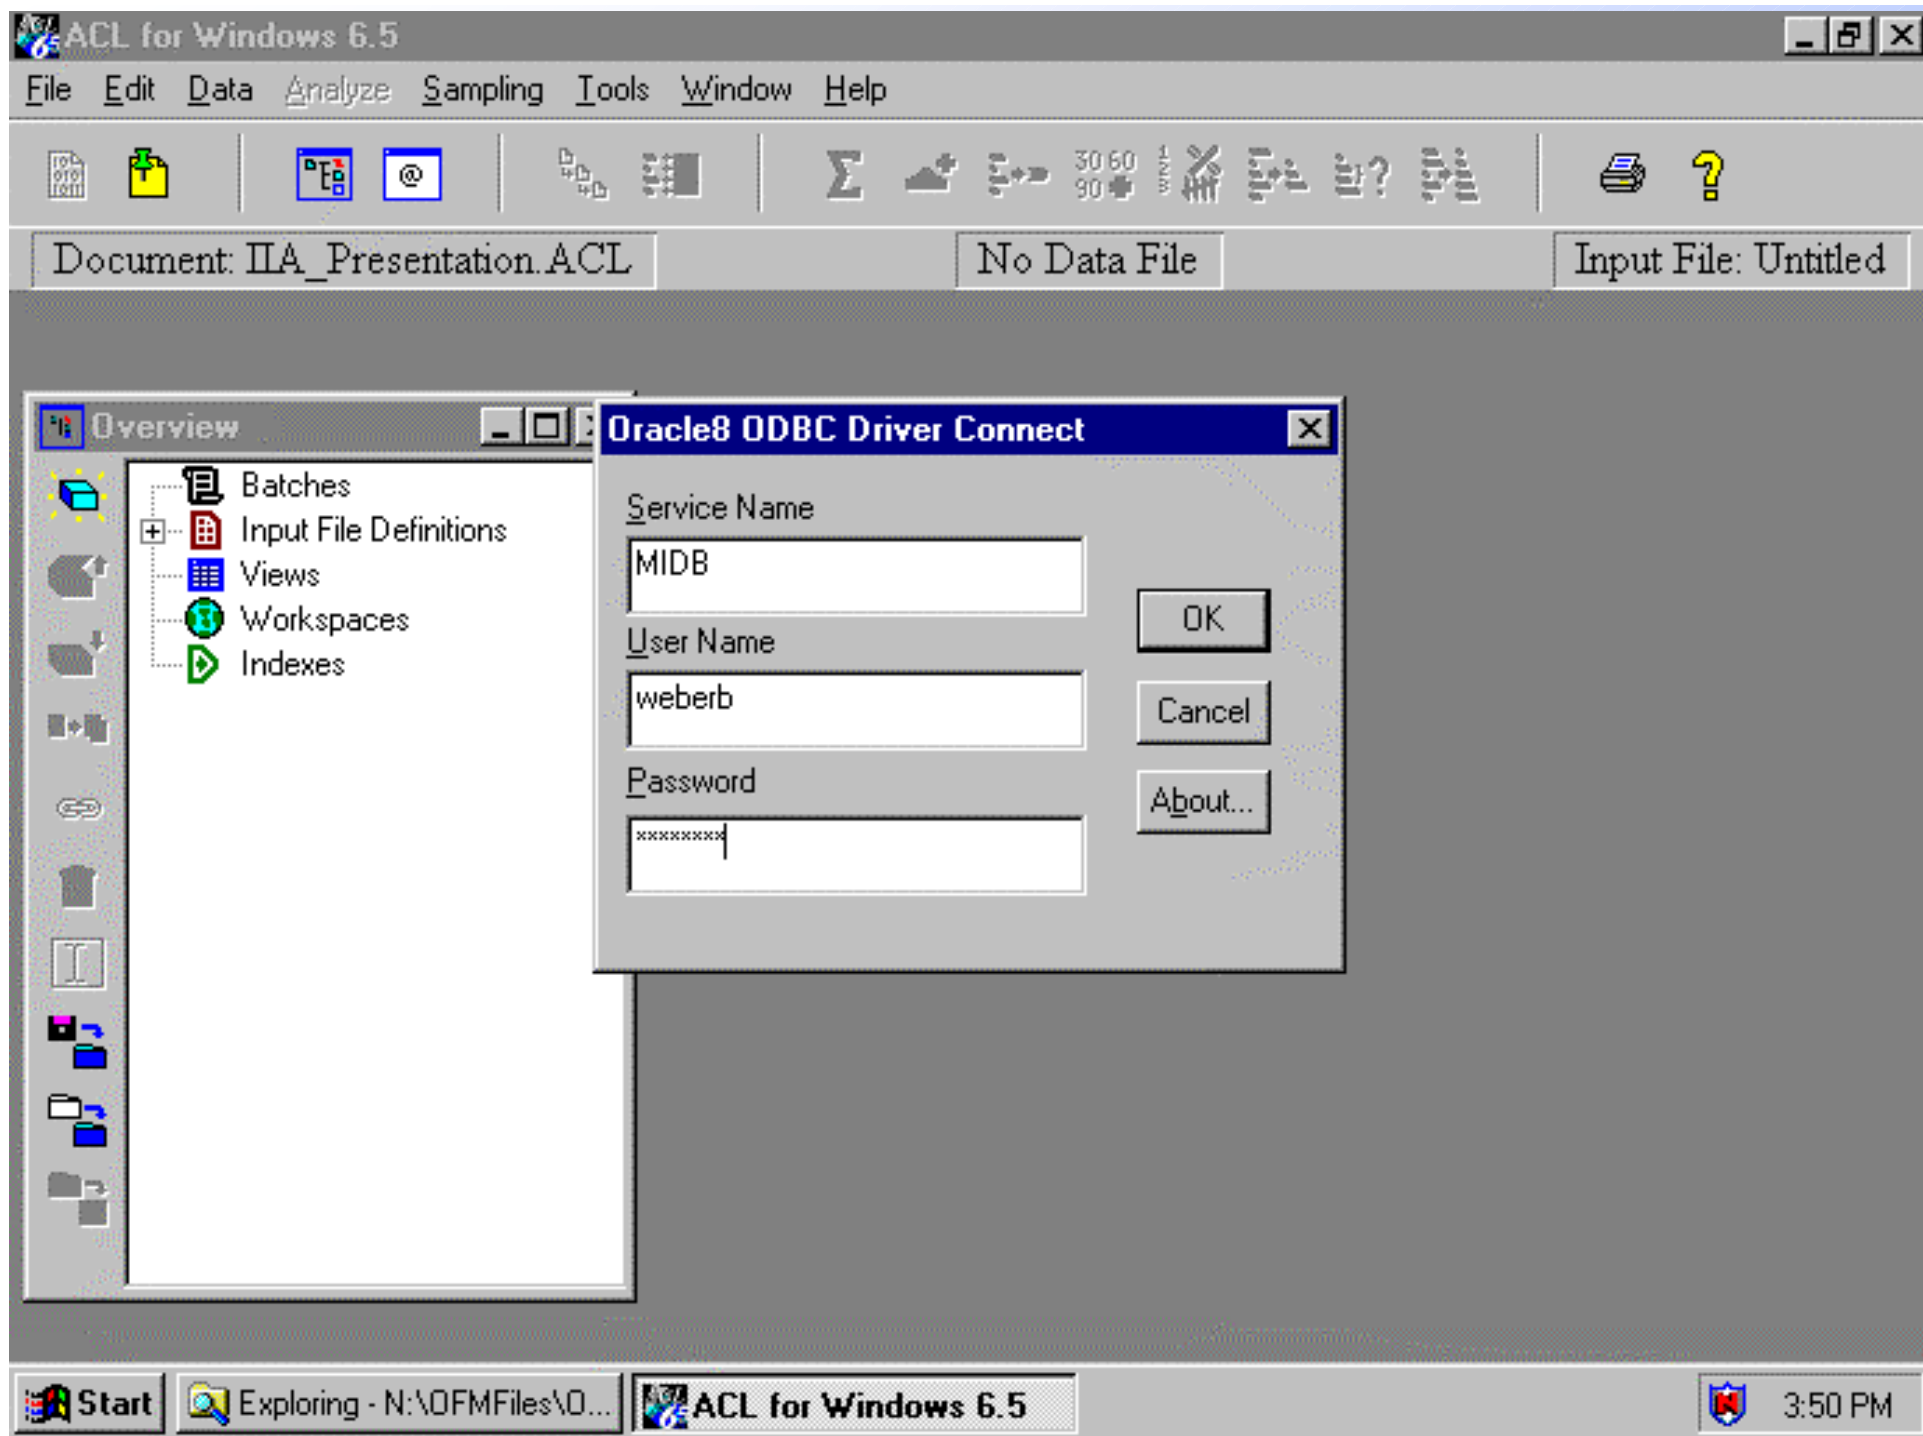 ACL for Windows 6.5
File Edit Data Analyze Sampling Tools Window Help
@ 30 60 90 ?
Document: IIA_Presentation.ACL No Data File Input File: Untitled
Overview
Batches
Input File Definitions
Views
Workspaces
Indexes
Oracle8 ODBC Driver Connect
Service Name
MIDB
OK
User Name
weberb
Cancel
Password
About...
********
Start Exploring - N:\OFMFiles\O... ACL for Windows 6.5 3:50 PM